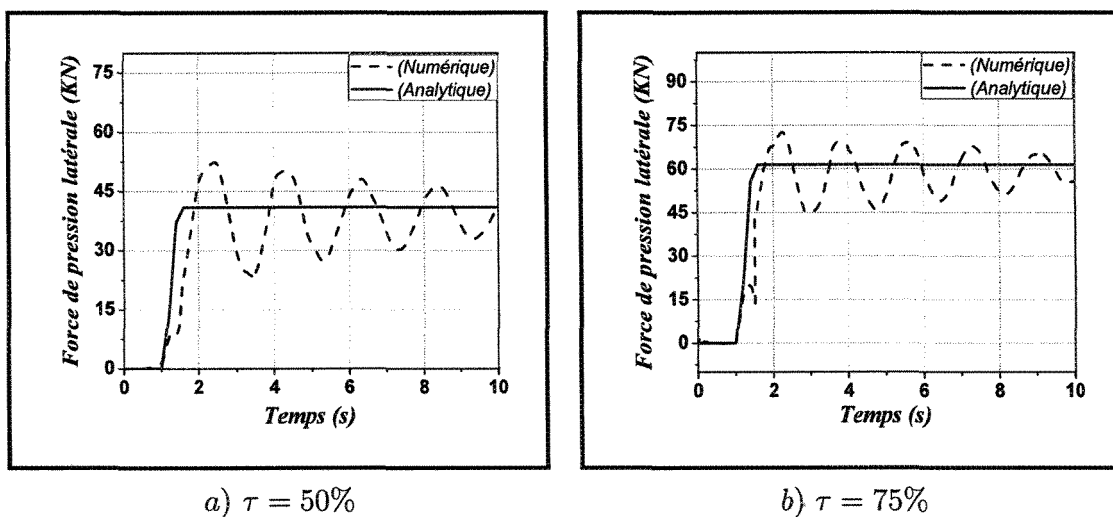 (Numérique)
(Analytique)
Force de pression latérale (KN)
75
60
45
30
15
0
0 2 4 6 8 10
Temps (s)
a) τ = 50%
(Numérique)
(Analytique)
Force de pression latérale (KN)
90
75
60
45
30
15
0
0 2 4 6 8 10
Temps (s)
b) τ = 75%